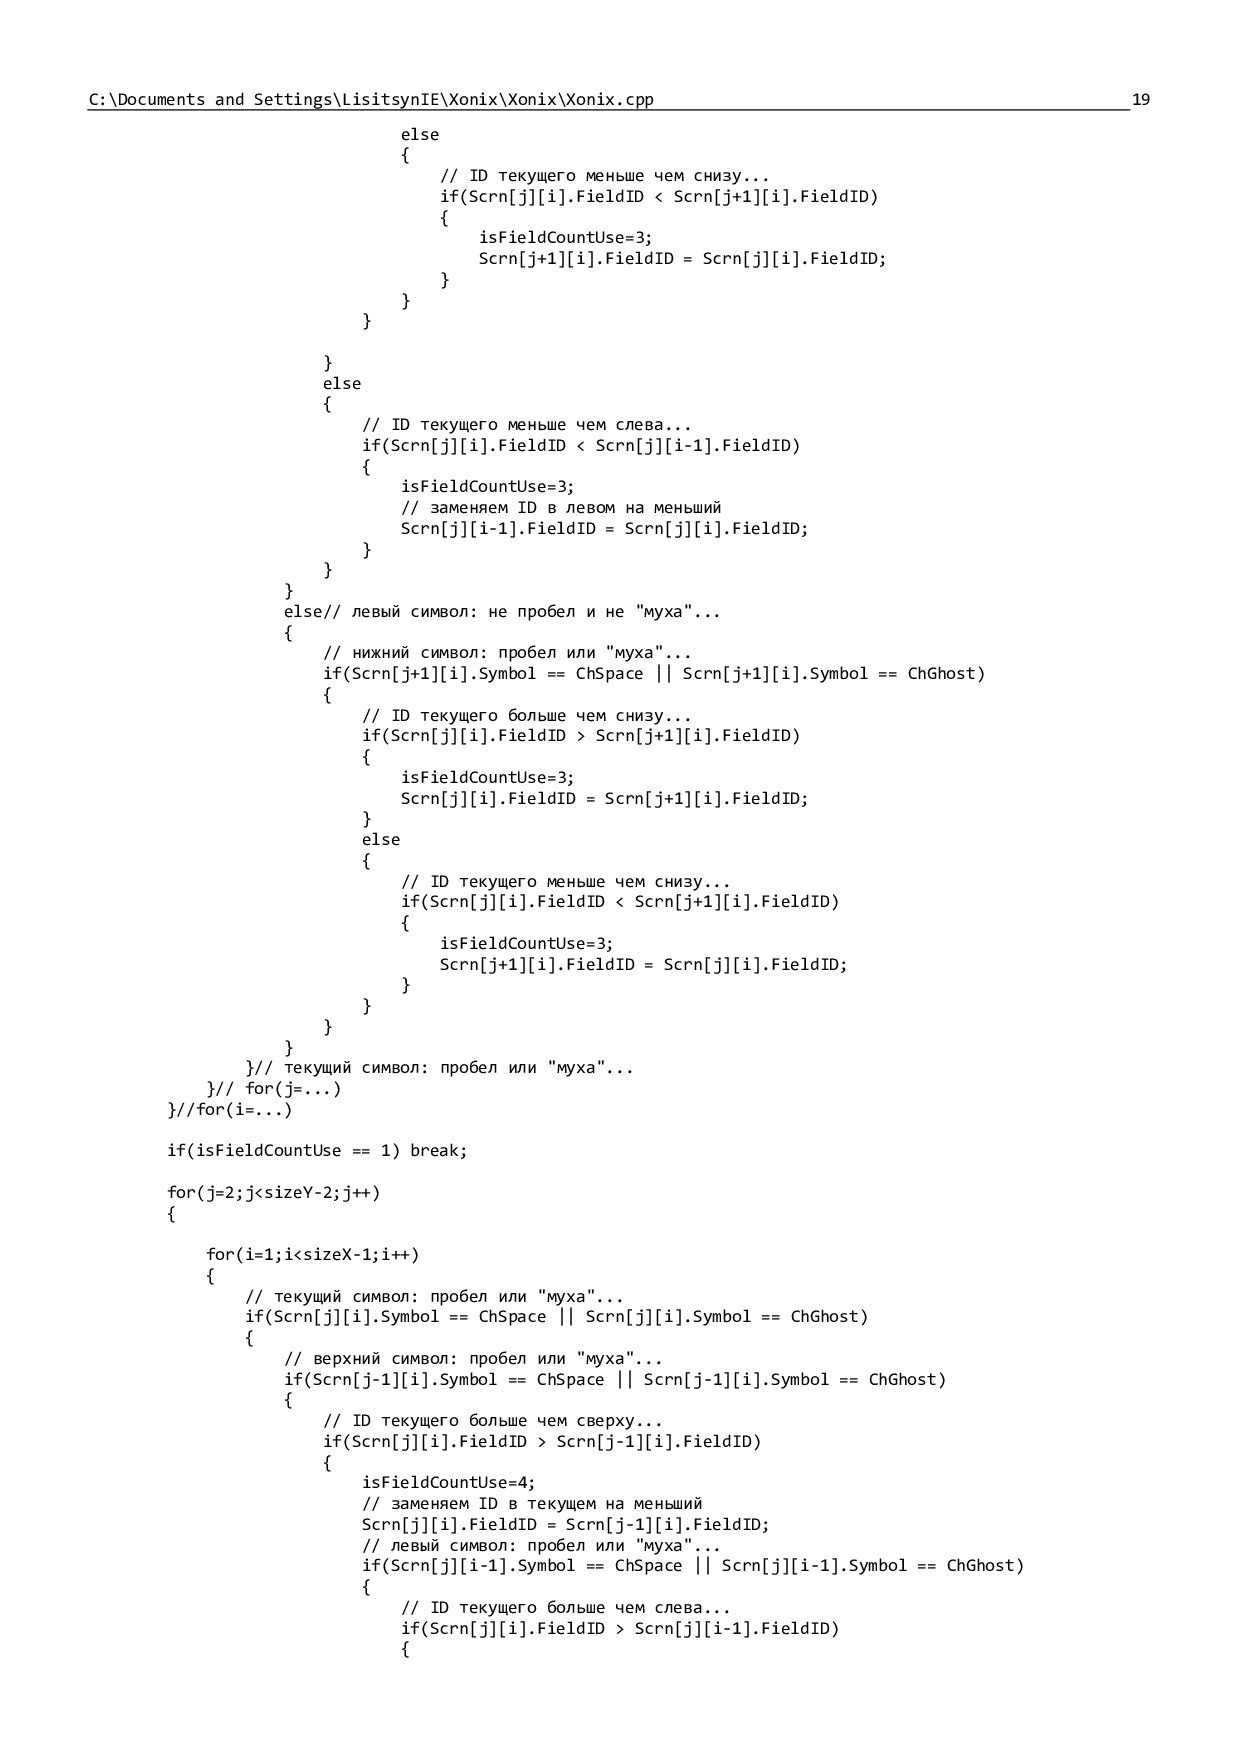 C:\Documents and Settings\LisitsynIE\Xonix\Xonix\Xonix.cpp 19
else
{
// ID текущего меньше чем снизу...
if(Scrn[j][i].FieldID < Scrn[j+1][i].FieldID)
{
isFieldCountUse=3;
Scrn[j+1][i].FieldID = Scrn[j][i].FieldID;
}
}
}
}
else
{
// ID текущего меньше чем слева...
if(Scrn[j][i].FieldID < Scrn[j][i-1].FieldID)
{
isFieldCountUse=3;
// заменяем ID в левом на меньший
Scrn[j][i-1].FieldID = Scrn[j][i].FieldID;
}
}
}
else// левый символ: не пробел и не "муха"...
{
// нижний символ: пробел или "муха"...
if(Scrn[j+1][i].Symbol == ChSpace || Scrn[j+1][i].Symbol == ChGhost)
{
// ID текущего больше чем снизу...
if(Scrn[j][i].FieldID > Scrn[j+1][i].FieldID)
{
isFieldCountUse=3;
Scrn[j][i].FieldID = Scrn[j+1][i].FieldID;
}
else
{
// ID текущего меньше чем снизу...
if(Scrn[j][i].FieldID < Scrn[j+1][i].FieldID)
{
isFieldCountUse=3;
Scrn[j+1][i].FieldID = Scrn[j][i].FieldID;
}
}
}
}
}// текущий символ: пробел или "муха"...
}// for(j=...)
}//for(i=...)
if(isFieldCountUse == 1) break;
for(j=2;j<sizeY-2;j++)
{
for(i=1;i<sizeX-1;i++)
{
// текущий символ: пробел или "муха"...
if(Scrn[j][i].Symbol == ChSpace || Scrn[j][i].Symbol == ChGhost)
{
// верхний символ: пробел или "муха"...
if(Scrn[j-1][i].Symbol == ChSpace || Scrn[j-1][i].Symbol == ChGhost)
{
// ID текущего больше чем сверху...
if(Scrn[j][i].FieldID > Scrn[j-1][i].FieldID)
{
isFieldCountUse=4;
// заменяем ID в текущем на меньший
Scrn[j][i].FieldID = Scrn[j-1][i].FieldID;
// левый символ: пробел или "муха"...
if(Scrn[j][i-1].Symbol == ChSpace || Scrn[j][i-1].Symbol == ChGhost)
{
// ID текущего больше чем слева...
if(Scrn[j][i].FieldID > Scrn[j][i-1].FieldID)
{